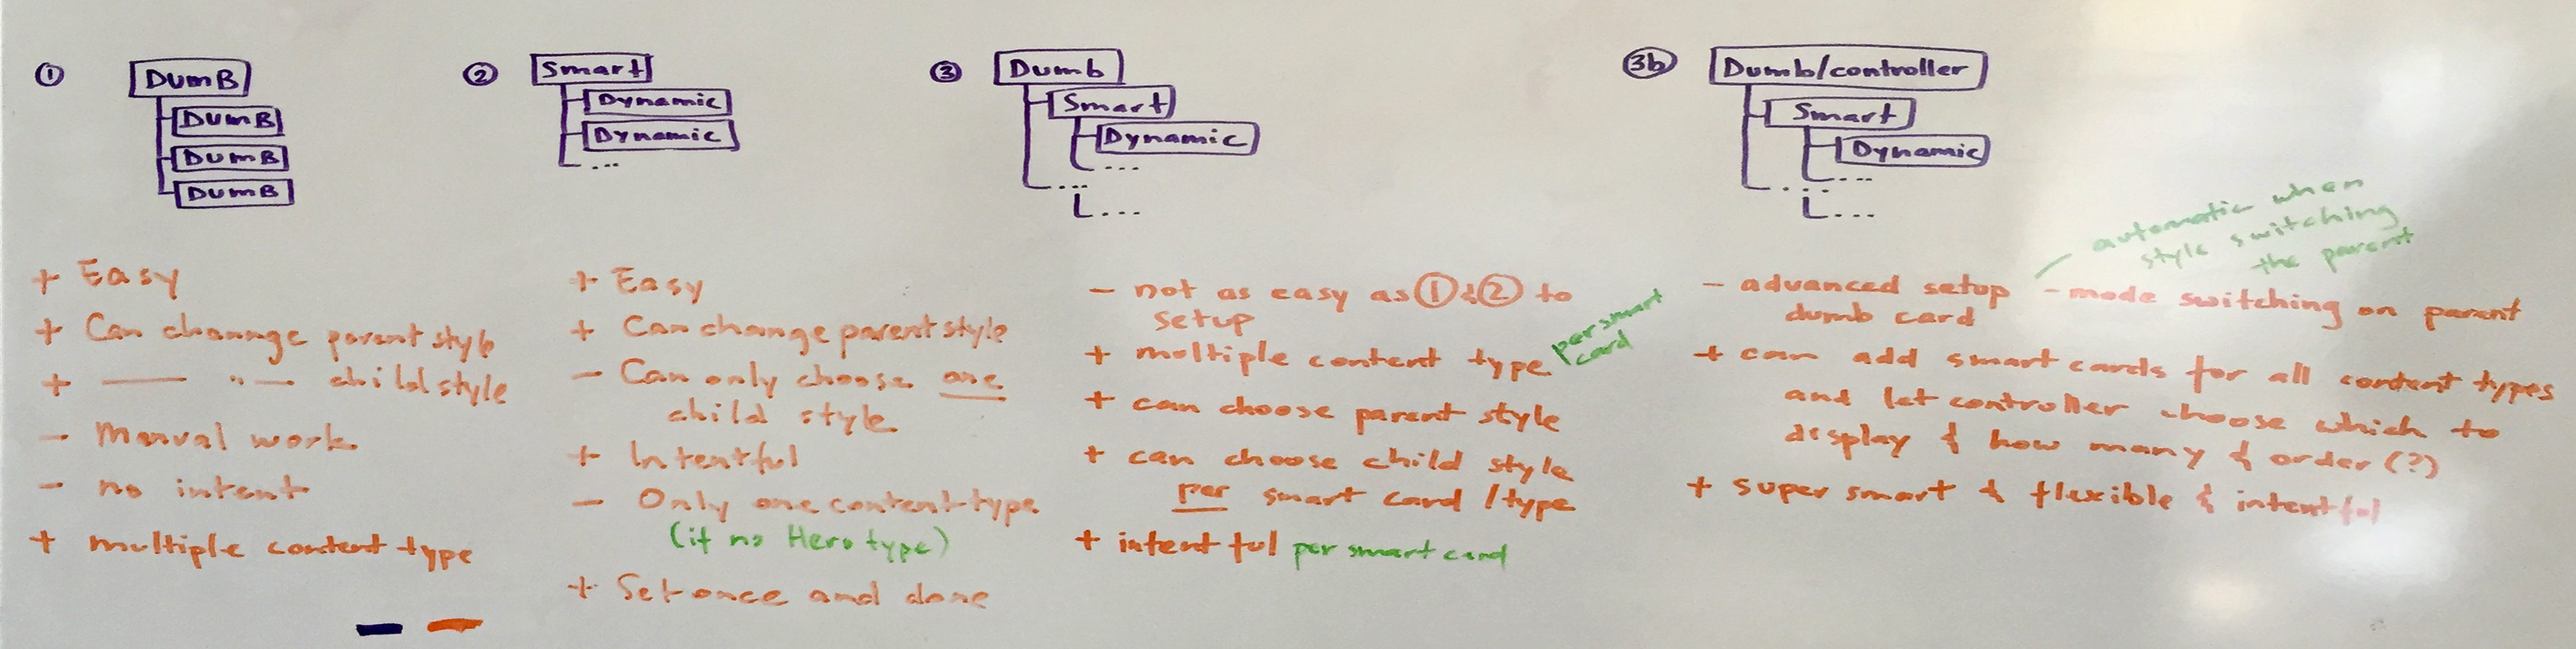 ①
DumB
DumB
DumB
DumB
+ Easy
+ Can channge parent style
+ —— "— child style
- Manual work
- no intent
+ multiple content type
②
Smart
Dynamic
Dynamic
...
+ Easy
+ Can change parent style
- Can only choose one
child style
+ Intentful
- Only one content type
(if no Hero type)
+ Set once and done
③
Dumb
Smart
Dynamic
...
...
...
- not as easy as ① & ② to
setup
+ multiple content type per smart
card
+ can choose parent style
+ can choose child style
per smart card / type
+ intentful per smart card
3b
Dumb/controller
Smart
Dynamic
...
...
...
automatic when
style switching
the parent
- advanced setup - mode switching on parent
dumb card
+ can add smart cards for all content types
and let controller choose which to
display & how many & order (?)
+ super smart & flexible & intentful